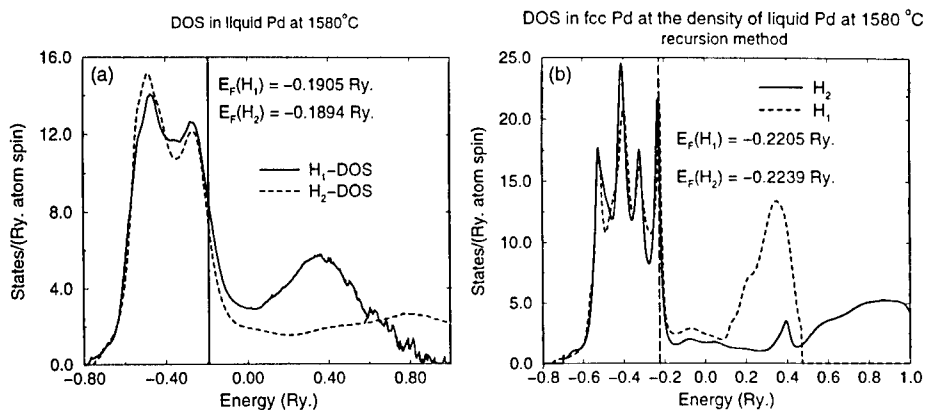 DOS in liquid Pd at 1580°C
16.0
12.0
8.0
4.0
0.0
States/(Ry. atom spin)
(a)
E_F(H_1) = −0.1905 Ry.
E_F(H_2) = −0.1894 Ry.
H_1–DOS
H_2–DOS
−0.80
−0.40
0.00
0.40
0.80
Energy (Ry.)
DOS in fcc Pd at the density of liquid Pd at 1580 °C
recursion method
25.0
20.0
15.0
10.0
5.0
0.0
States/(Ry. atom spin)
(b)
H_2
H_1
E_F(H_1) = −0.2205 Ry.
E_F(H_2) = −0.2239 Ry.
−0.8 −0.6 −0.4 −0.2 0.0 0.2 0.4 0.6 0.8 1.0
Energy (Ry.)